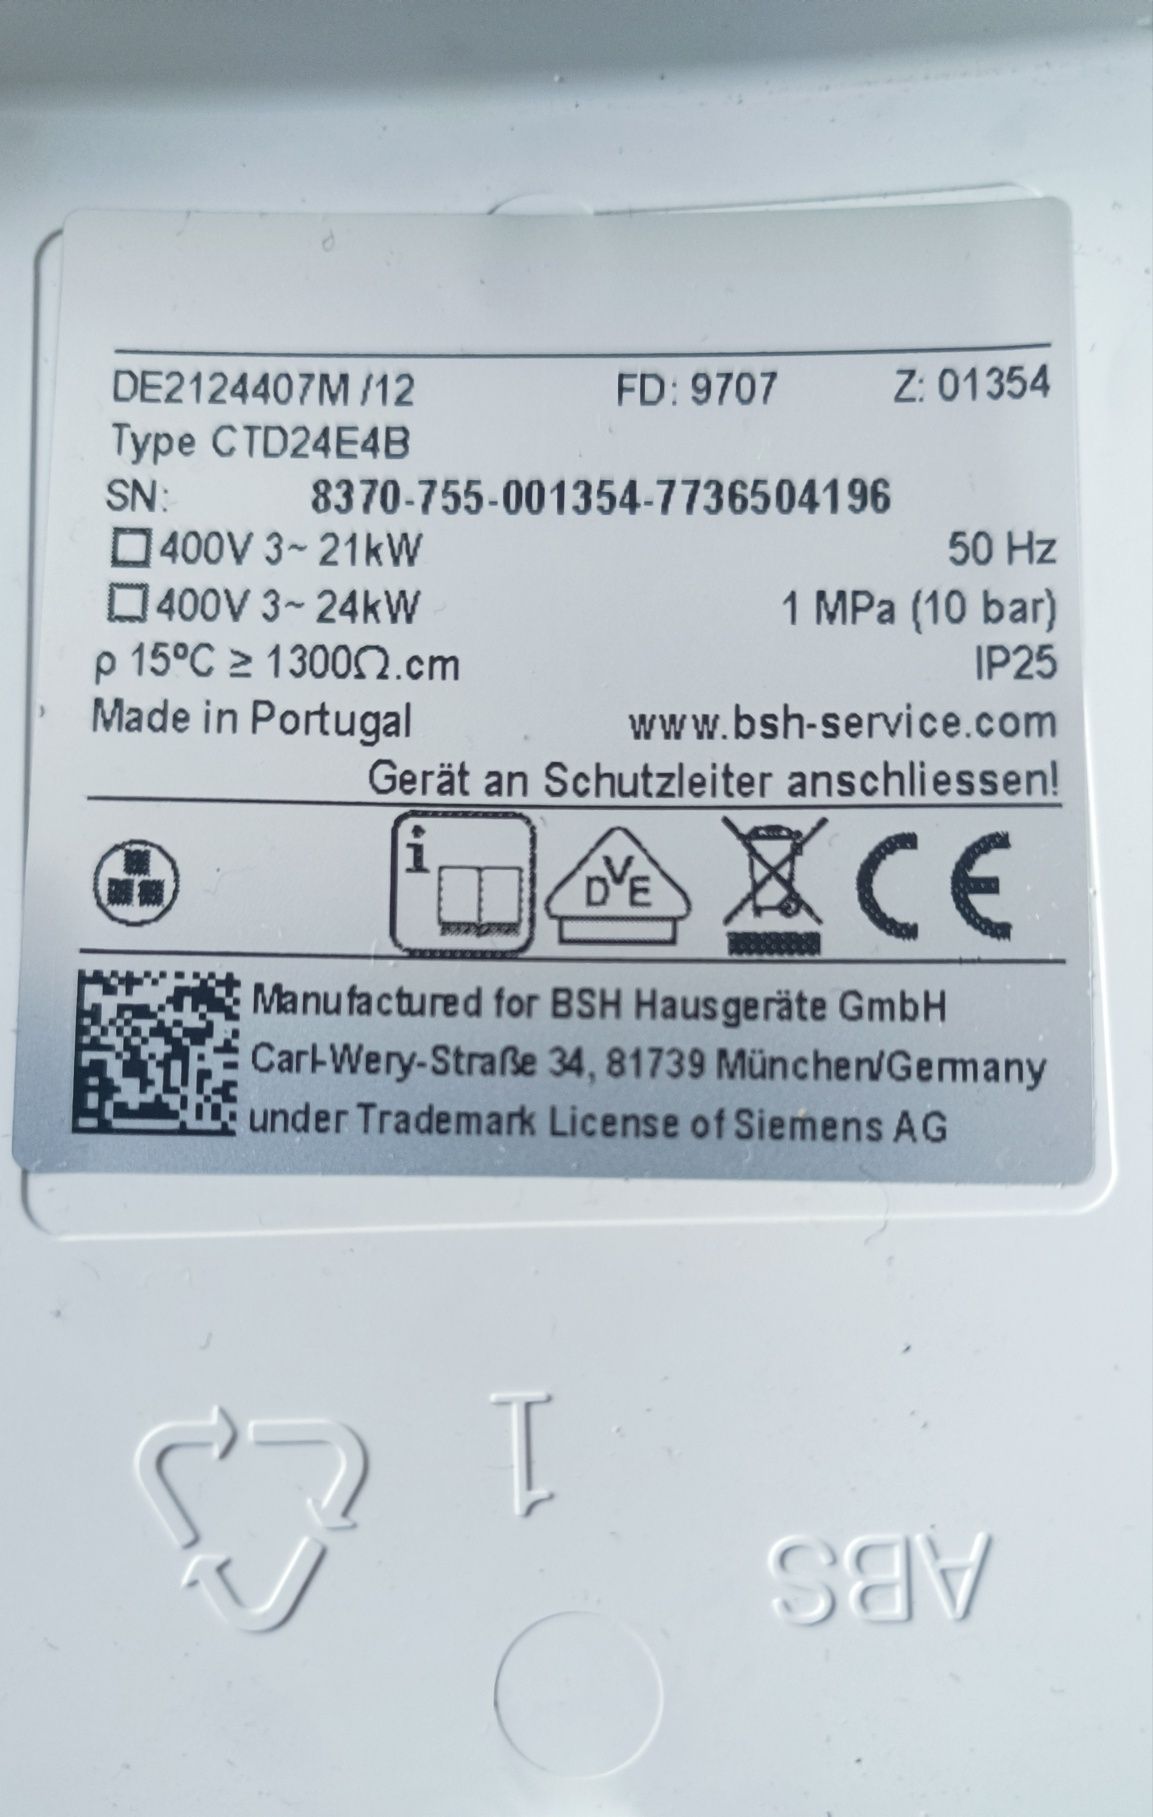 DE2124407M /12 FD: 9707 Z: 01354
Type CTD24E4B
SN: 8370-755-001354-7736504196
400V 3~ 21kW 50 Hz
400V 3~ 24kW 1 MPa (10 bar)
ρ 15ºC ≥ 1300Ω.cm IP25
Made in Portugal www.bsh-service.com
Gerät an Schutzleiter anschliessen!
i DVE CE
Manufactured for BSH Hausgeräte GmbH
Carl-Wery-Straße 34, 81739 München/Germany
under Trademark License of Siemens AG
1
ABS